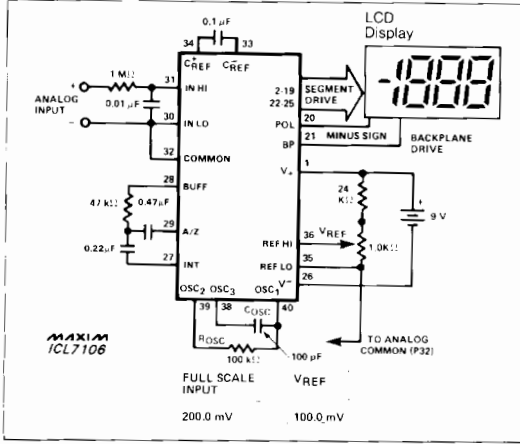 LCD
Display
0.1 µF
34
33
C⁺REF
C⁻REF
1 MΩ
31
IN HI
+
ANALOG
INPUT
0.01 µF
30
IN LO
-
32
COMMON
28
BUFF
47 kΩ
0.47µF
29
A/Z
0.22µF
27
INT
2-19
22-25
SEGMENT
DRIVE
20
POL
MINUS SIGN
21
BP
BACKPLANE
DRIVE
-1888
1
V+
24
KΩ
+
9 V
36
VREF
REF HI
1.0KΩ
35
REF LO
26
V−
OSC2
OSC3
OSC1
39
38
40
COSC
ROSC
100 kΩ
100 pF
TO ANALOG
COMMON (P32)
MAXIM
ICL7106
FULL SCALE
INPUT
VREF
200.0 mV
100.0 mV